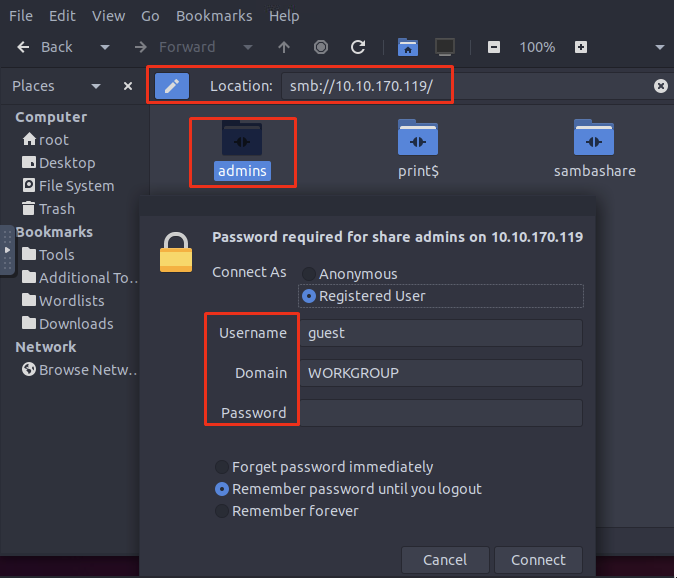 File Edit View Go Bookmarks Help
Back Forward 100%
Places Location: smb://10.10.170.119/
Computer
root
Desktop
File System
Trash
Bookmarks
Tools
Additional To...
Wordlists
Downloads
Network
Browse Netw...
admins print$ sambashare
Password required for share admins on 10.10.170.119
Connect As Anonymous
Registered User
Username guest
Domain WORKGROUP
Password
Forget password immediately
Remember password until you logout
Remember forever
Cancel Connect